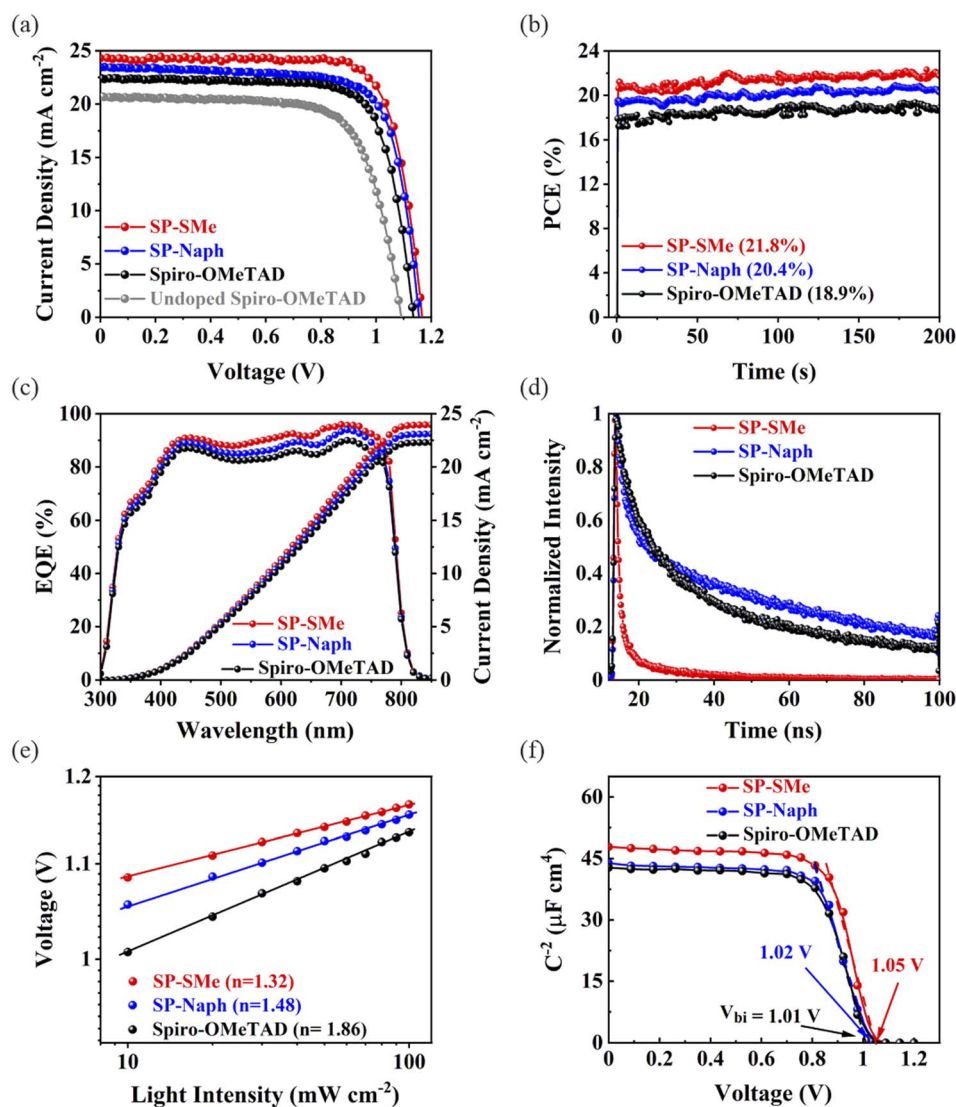 (a)
25
20
15
10
5
0
Current Density (mA cm⁻²)
SP-SMe
SP-Naph
Spiro-OMeTAD
Undoped Spiro-OMeTAD
0 0.2 0.4 0.6 0.8 1 1.2
Voltage (V)
(b)
24
20
16
12
8
4
0
PCE (%)
SP-SMe (21.8%)
SP-Naph (20.4%)
Spiro-OMeTAD (18.9%)
0 50 100 150 200
Time (s)
(c)
100
80
60
40
20
0
EQE (%)
25
20
15
10
5
0
Current Density (mA cm⁻²)
SP-SMe
SP-Naph
Spiro-OMeTAD
300 400 500 600 700 800
Wavelength (nm)
(d)
1
0.8
0.6
0.4
0.2
0
Normalized Intensity
SP-SMe
SP-Naph
Spiro-OMeTAD
20 40 60 80 100
Time (ns)
(e)
1.2
1.1
1
Voltage (V)
SP-SMe (n=1.32)
SP-Naph (n=1.48)
Spiro-OMeTAD (n= 1.86)
10 100
Light Intensity (mW cm⁻²)
(f)
60
45
30
15
0
C⁻² (μF cm⁴)
SP-SMe
SP-Naph
Spiro-OMeTAD
1.02 V
1.05 V
Vbi = 1.01 V
0 0.2 0.4 0.6 0.8 1 1.2
Voltage (V)